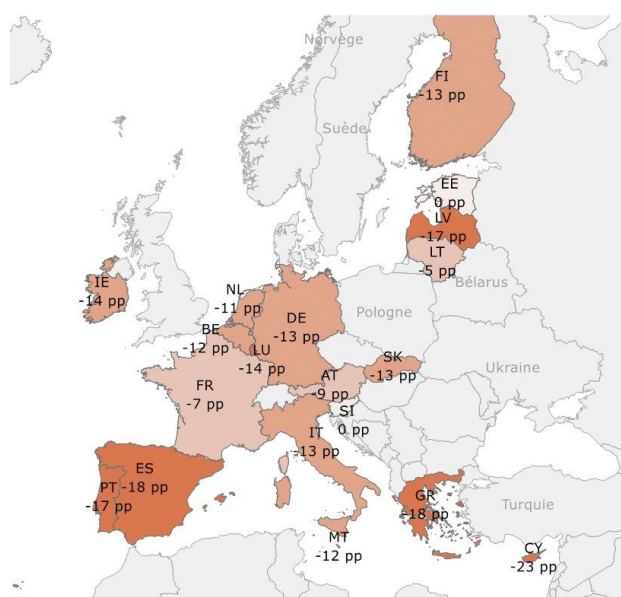 Norvège
FI
-13 pp
Suède
EE
0 pp
LV
-17 pp
LT
-5 pp
Bélarus
IE
-14 pp
NL
-11 pp
DE
-13 pp
Pologne
BE
-12 pp
LU
-14 pp
SK
-13 pp
Ukraine
FR
-7 pp
AT
-9 pp
SI
0 pp
IT
-13 pp
ES
-18 pp
PT
-17 pp
GR
-18 pp
Turquie
MT
-12 pp
CY
-23 pp